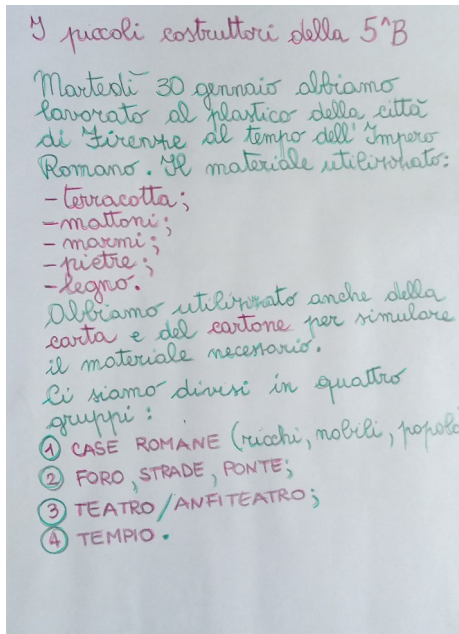 I piccoli costruttori della 5^B
Martedì 30 gennaio abbiamo
lavorato al plastico della città
di Firenze al tempo dell'Impero
Romano. Il materiale utilizzato:
-terracotta;
-mattoni;
- marmi;
-pietre;
-legno.
Abbiamo utilizzato anche della
carta e del cartone per simulare
il materiale necessario.
Ci siamo divisi in quattro
gruppi:
① CASE ROMANE (ricchi, nobili, popolo)
② FORO, STRADE, PONTE;
③ TEATRO/ANFITEATRO;
④ TEMPIO.